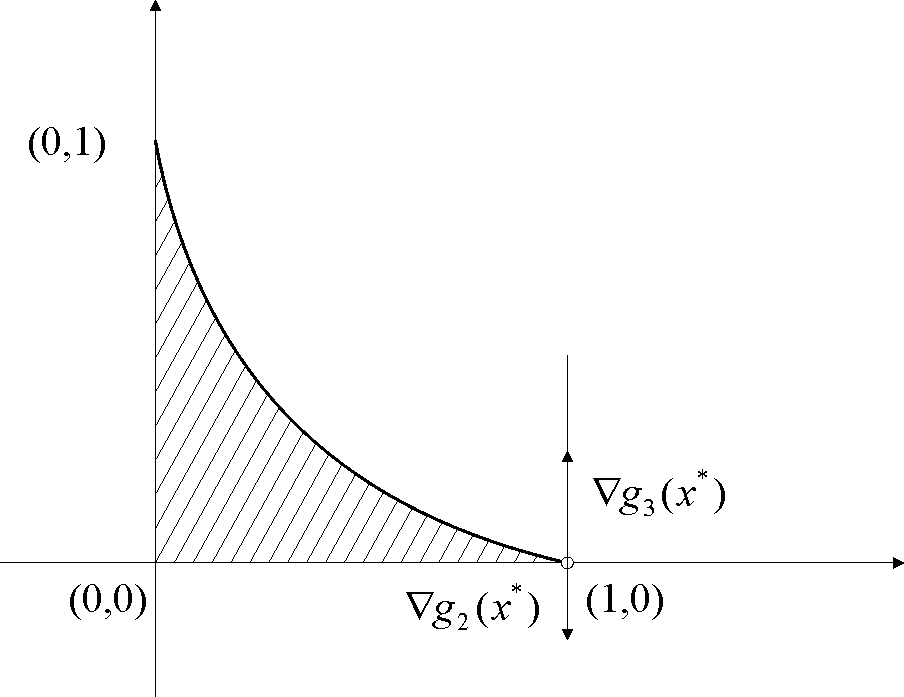 (0,1)
∇g₃(x*)
(0,0)
∇g₂(x*)
(1,0)